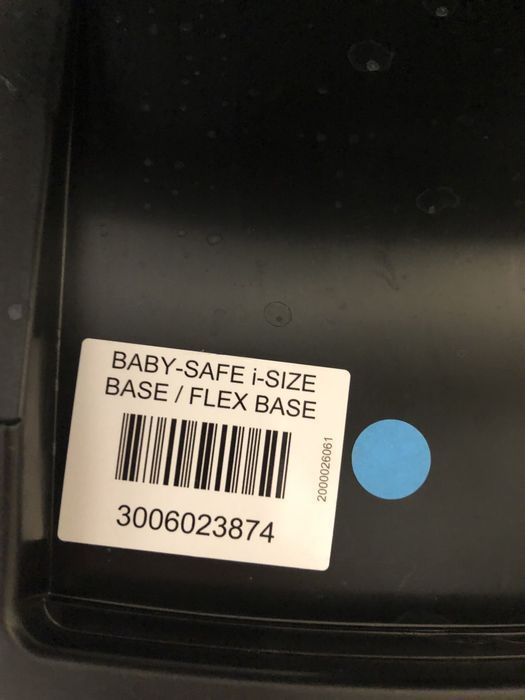 BABY-SAFE i-SIZE
BASE / FLEX BASE
3006023874
2000026061